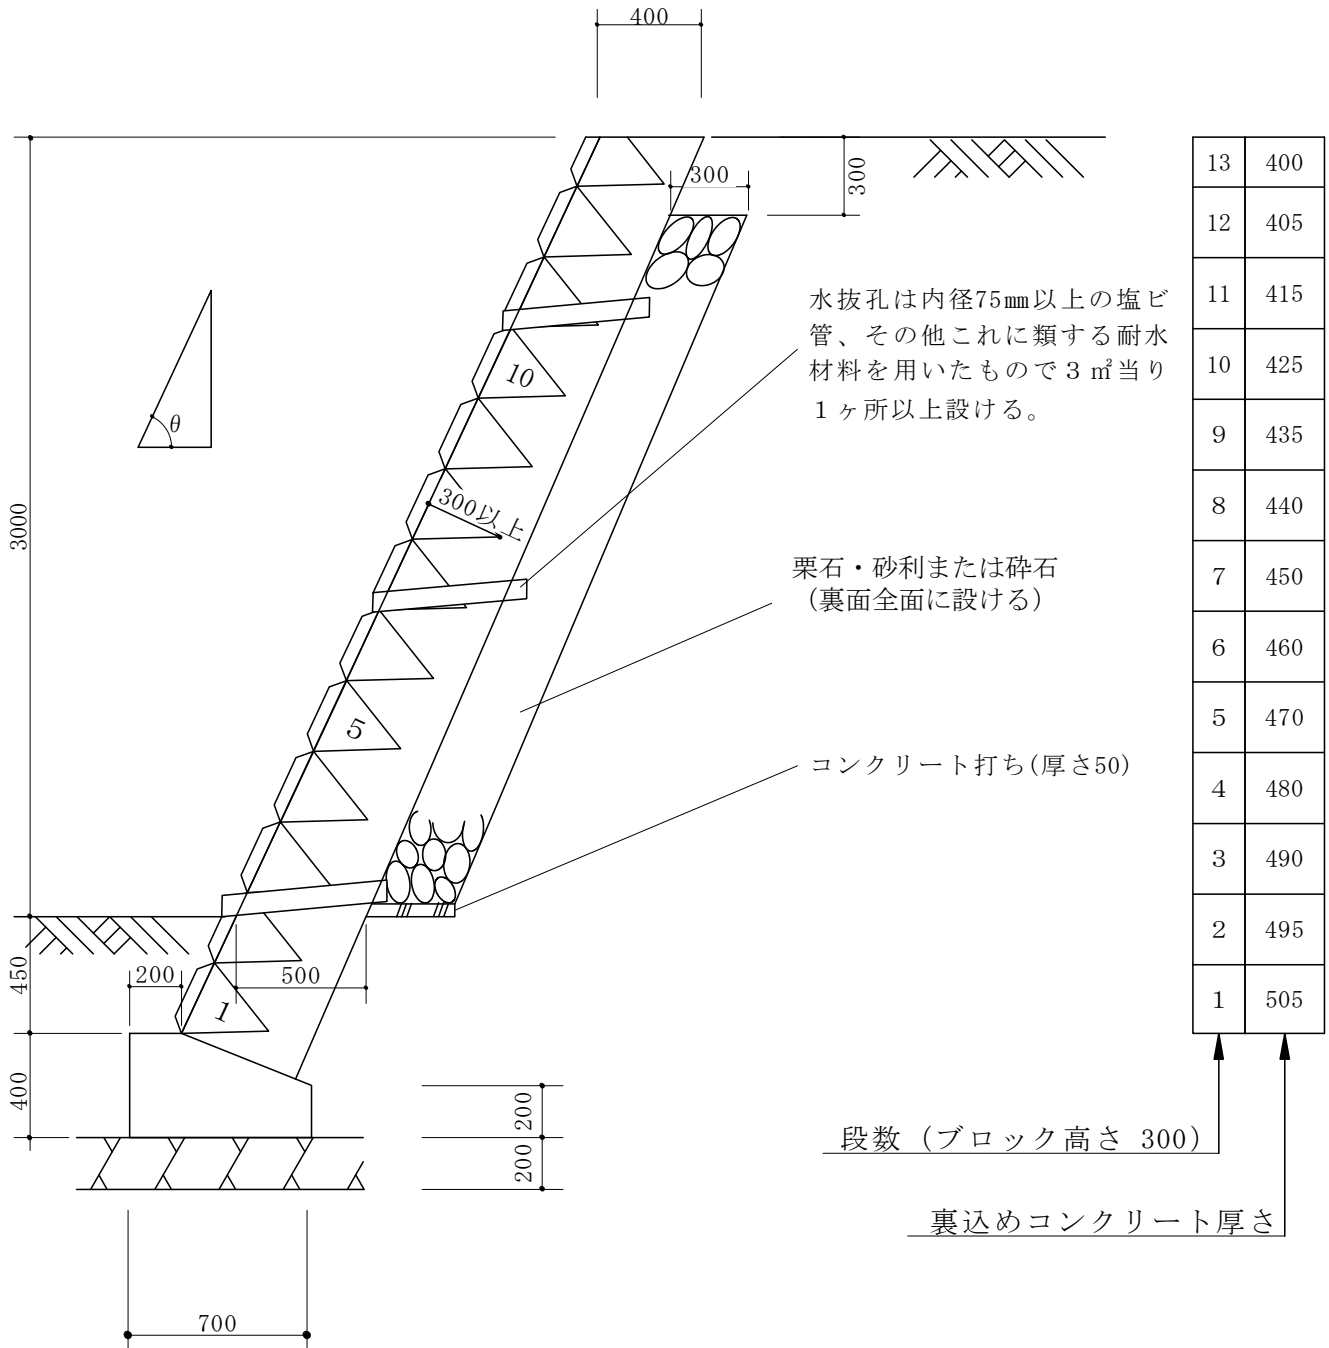 400
300
300
13 400
12 405
11 415
10 425
9 435
8 440
7 450
6 460
5 470
4 480
3 490
2 495
1 505
水抜孔は内径75㎜以上の塩ビ
管、その他これに類する耐水
材料を用いたもので３㎡当り
１ヶ所以上設ける。
θ
10
300以上
3000
栗石・砂利または砕石
（裏面全面に設ける）
5
コンクリート打ち(厚さ50)
450
200
500
1
400
200
200
段数（ブロック高さ 300）
裏込めコンクリート厚さ
700